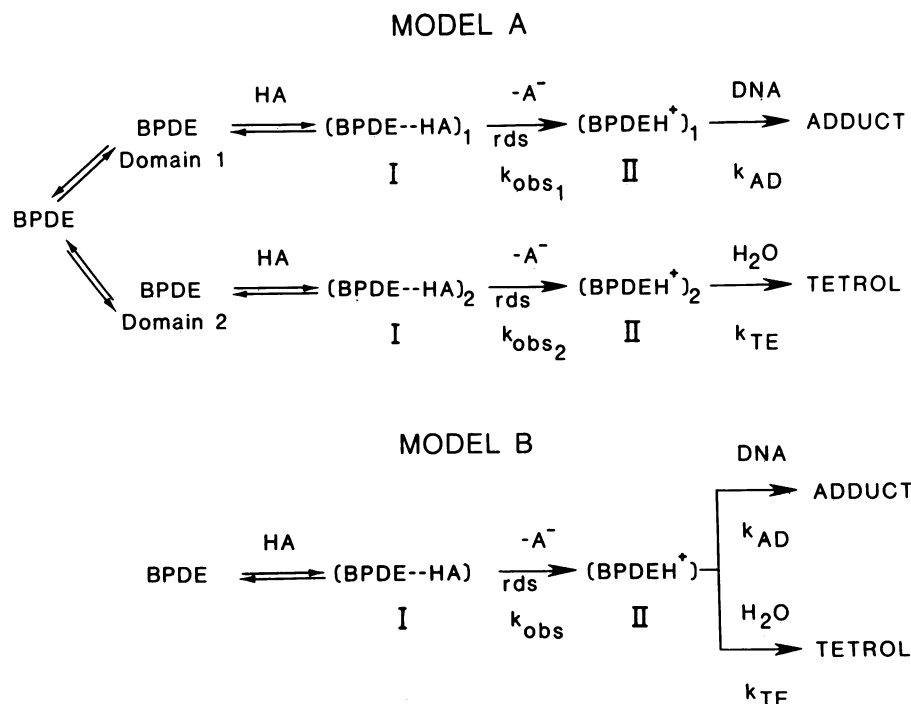 MODEL A
HA -A⁻ DNA
BPDE (BPDE--HA)₁ rds (BPDEH⁺)₁ ADDUCT
Domain 1
I k_obs₁ II k_AD
BPDE
HA -A⁻ H₂O
BPDE (BPDE--HA)₂ rds (BPDEH⁺)₂ TETROL
Domain 2
I k_obs₂ II k_TE
MODEL B
DNA
ADDUCT
HA -A⁻ k_AD
BPDE (BPDE--HA) rds (BPDEH⁺)
I k_obs II H₂O
TETROL
k_TE